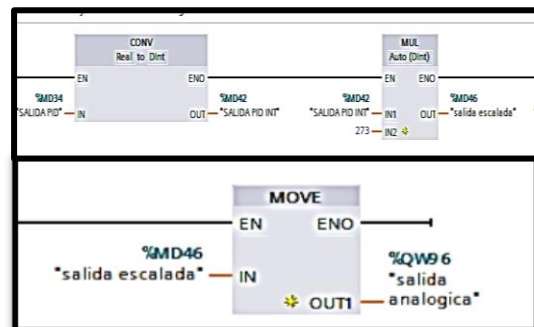 CONV
Real to Dint
EN
ENO
%MD34
"SALIDA PID"
IN
%MD42
OUT
"SALIDA PID INT"
MUL
Auto (Dint)
EN
ENO
%MD42
"SALIDA PID INT"
IN1
%MD46
OUT
"salida escalada"
273
IN2
MOVE
EN
ENO
%MD46
"salida escalada"
IN
%QW96
"salida
OUT1
analogica"